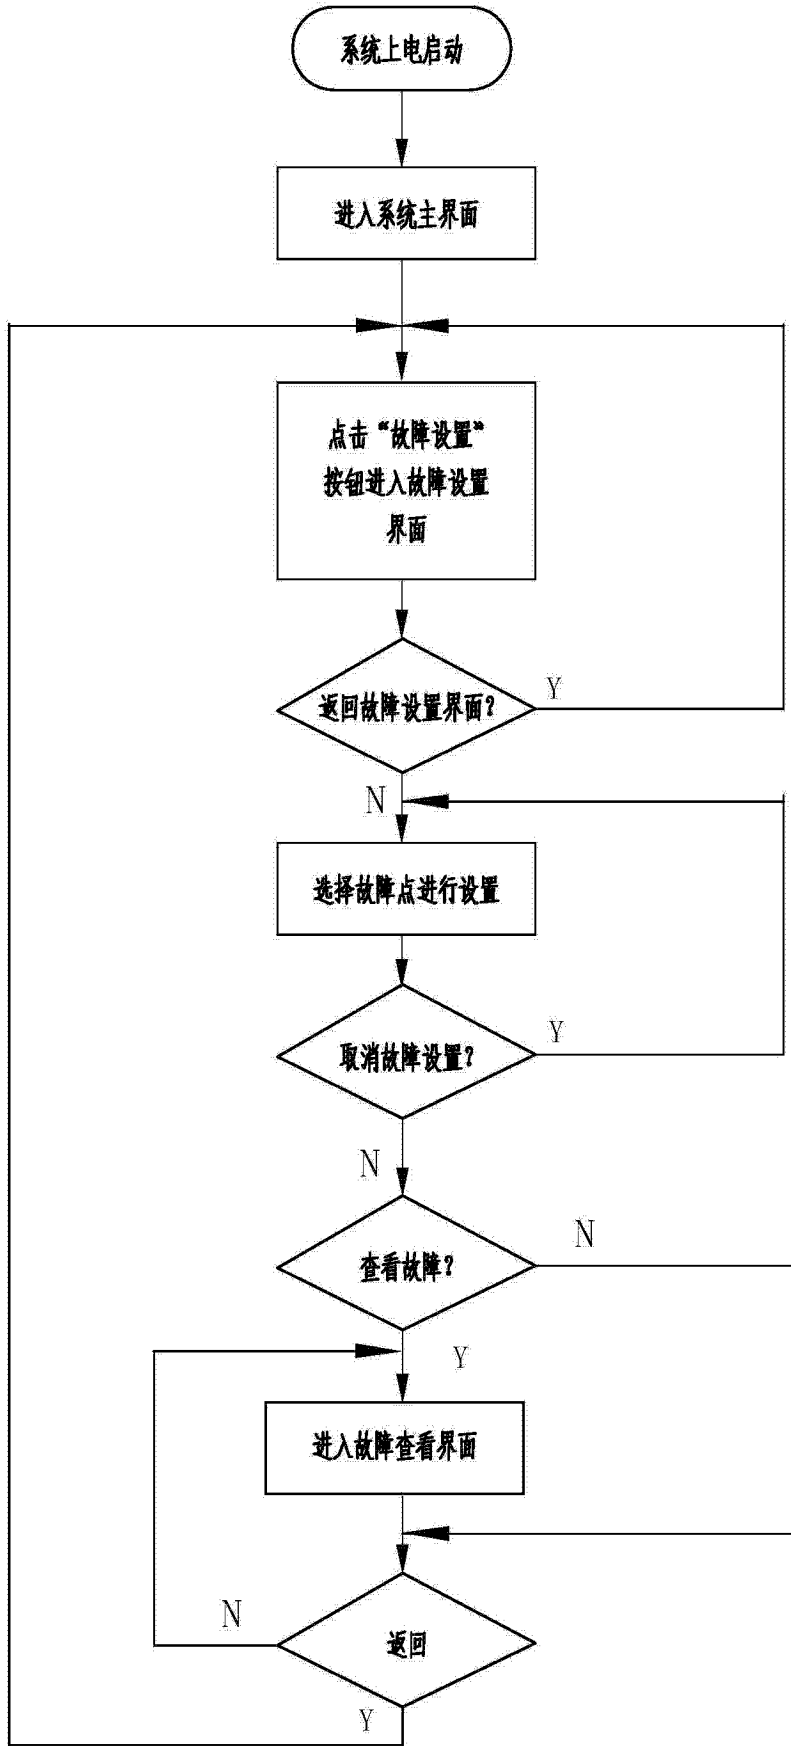 系统上电启动
进入系统主界面
点击“故障设置”
按钮进入故障设置
界面
返回故障设置界面?
Y
N
选择故障点进行设置
取消故障设置?
Y
N
查看故障?
N
Y
进入故障查看界面
返回
N
Y